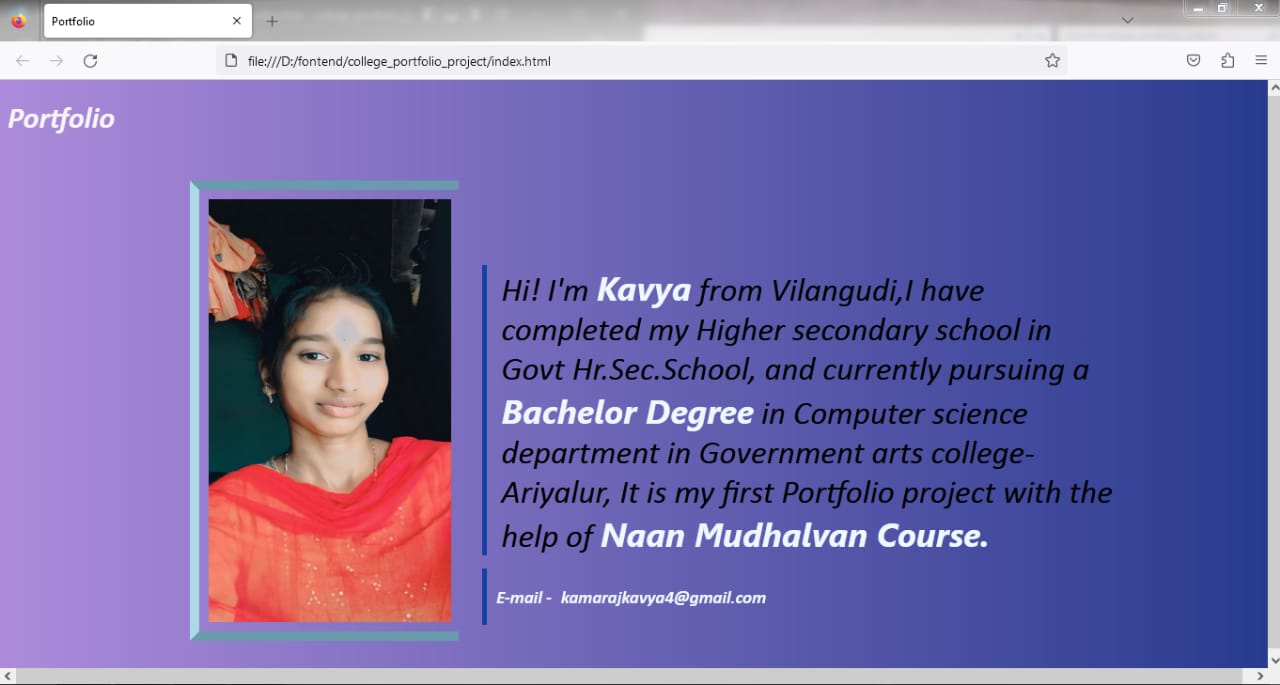 Portfolio
file:///D:/fontend/college_portfolio_project/index.html
Portfolio
Hi! I'm Kavya from Vilangudi,I have
completed my Higher secondary school in
Govt Hr.Sec.School, and currently pursuing a
Bachelor Degree in Computer science
department in Government arts college-
Ariyalur, It is my first Portfolio project with the
help of Naan Mudhalvan Course.
E-mail - kamarajkavya4@gmail.com